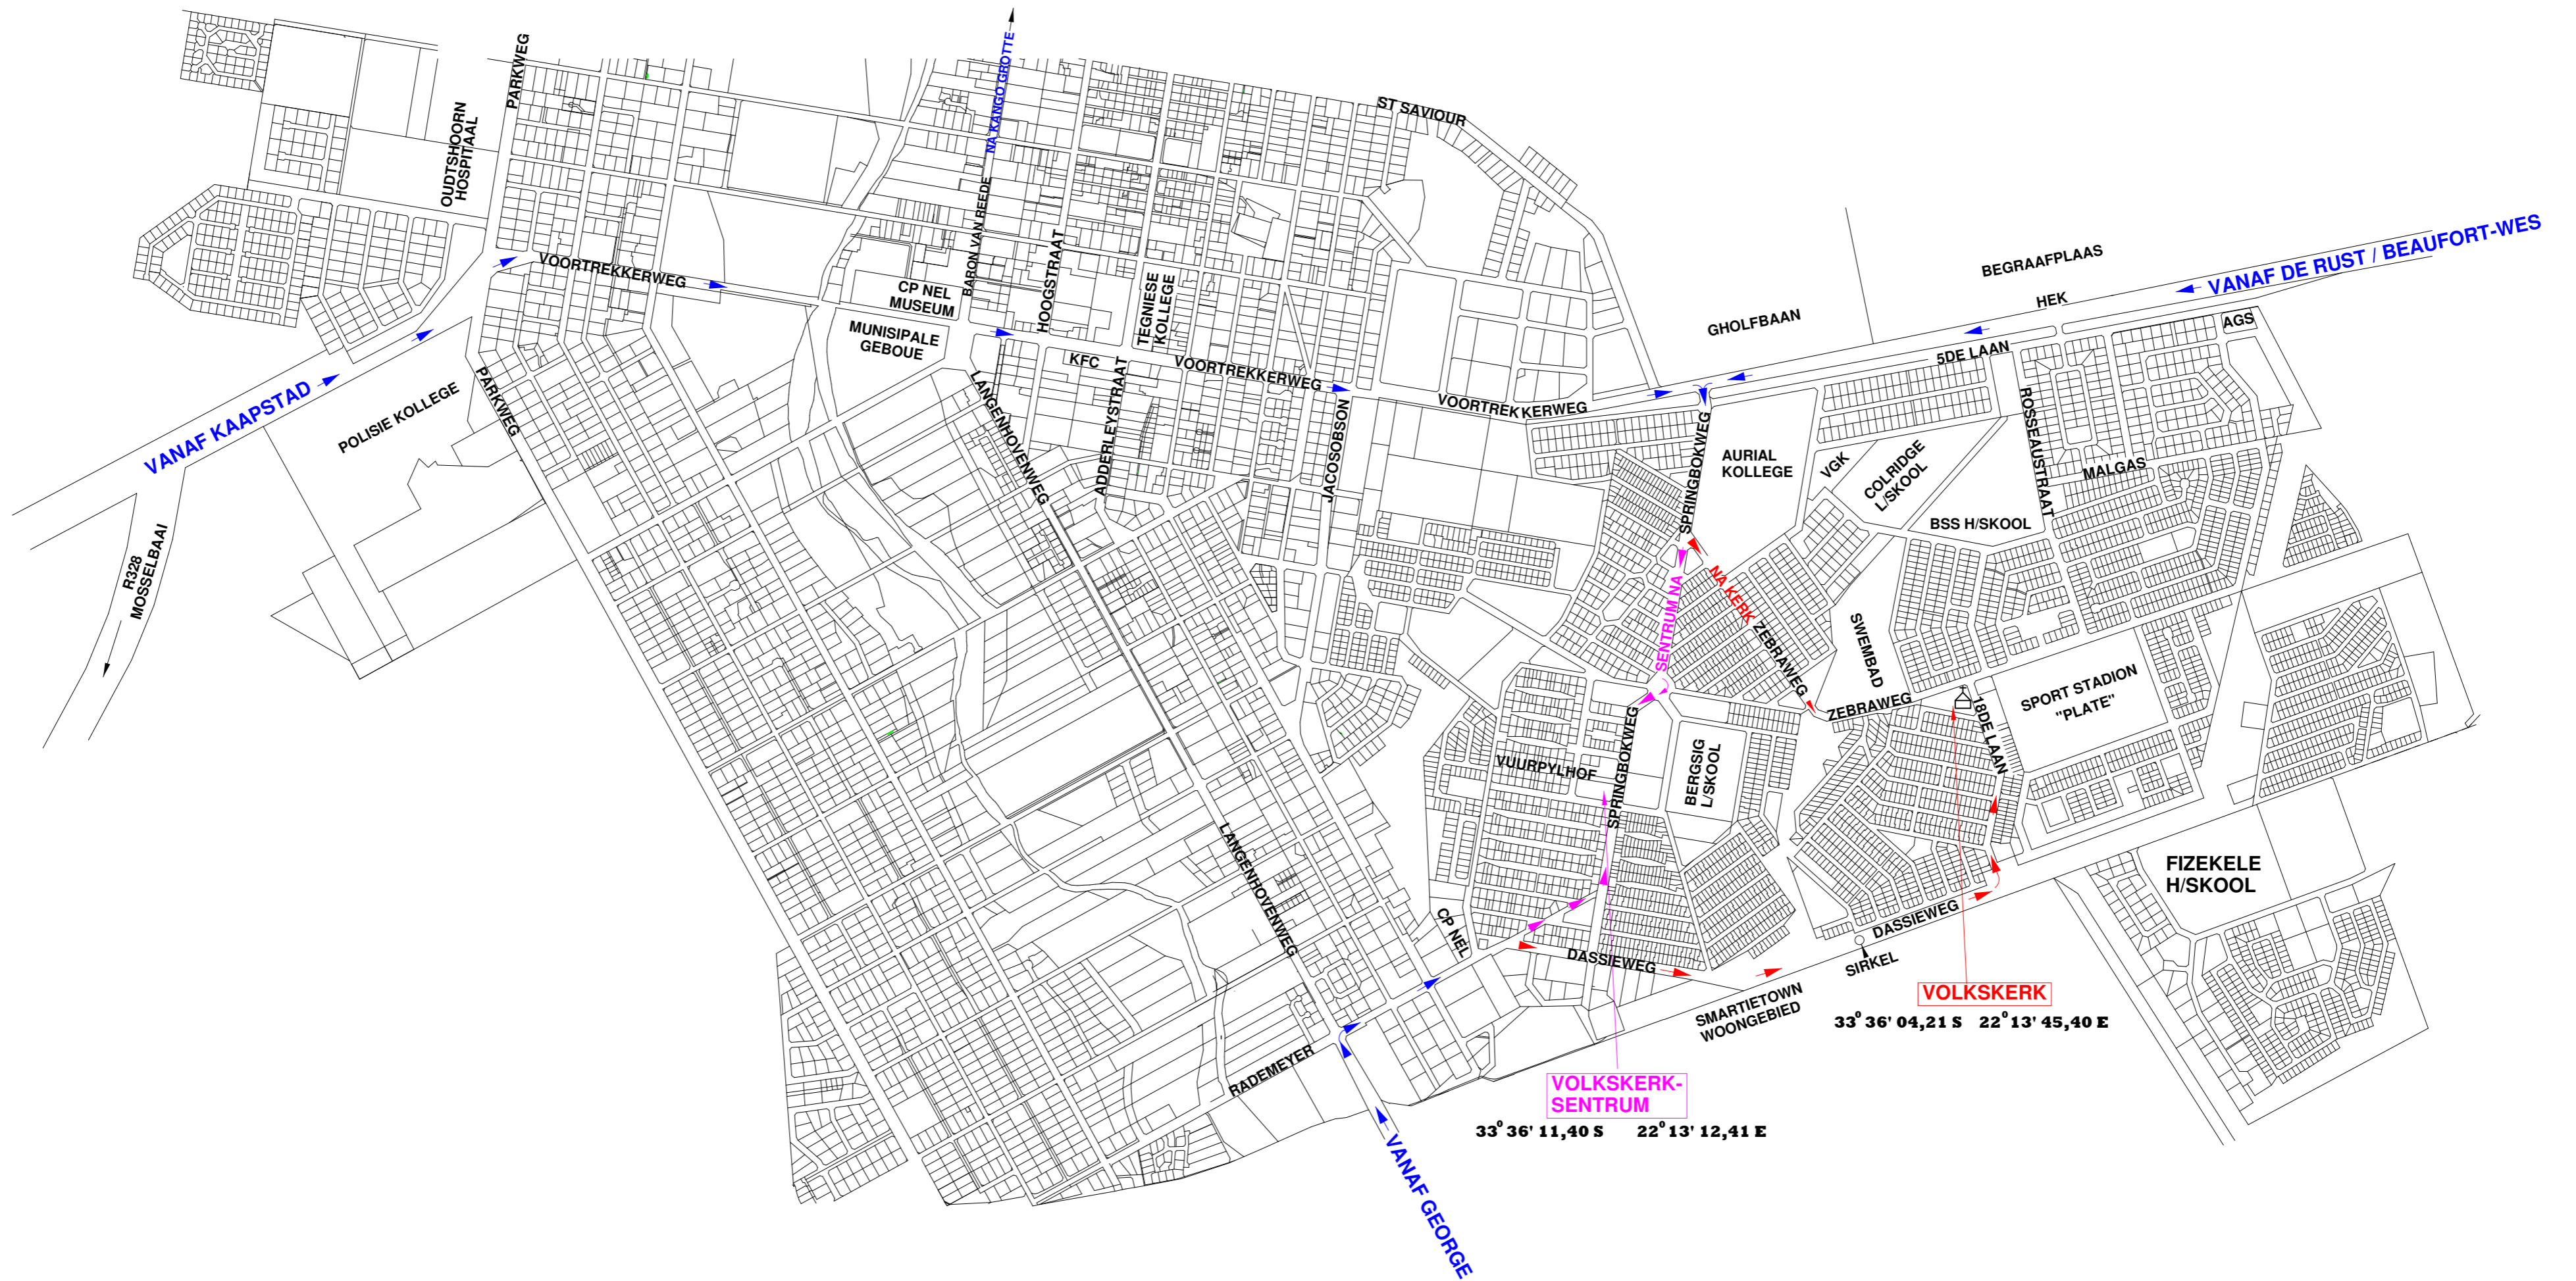 PARKWEG
NA KANGO GROTTE
ST SAVIOUR
OUDTSHOORN
HOSPITAAL
VOORTREKKERWEG
CP NEL
MUSEUM
BARON VAN REEDE
HOOGSTRAAT
TEGNIESE
KOLLEGE
MUNISIPALE
GEBOUE
KFC
VOORTREKKERWEG
VOORTREKKERWEG
GHOLFBAAN
BEGRAAFPLAAS
HEK
VANAF DE RUST / BEAUFORT-WES
5DE LAAN
AGS
VANAF KAAPSTAD
POLISIE KOLLEGE
PARKWEG
LANGENHOVENWEG
ADDERLEYSTRAAT
JACOSOBSON
SPRINGBOKWEG
AURIAL
KOLLEGE
VGK
COLRIDGE
L/SKOOL
ROSSEAUSTRAAT
MALGAS
BSS H/SKOOL
R328
MOSSELBAAI
SENTRUM NA
NA KERK
ZEBRAWEG
SWEMBAD
ZEBRAWEG
18DE LAAN
SPORT STADION
"PLATE"
VUURPYLHOF
SPRINGBOKWEG
BERGSIG
L/SKOOL
LANGENHOVENWEG
CP NEL
DASSIEWEG
DASSIEWEG
SIRKEL
FIZEKELE
H/SKOOL
SMARTIETOWN
WOONGEBIED
VOLKSKERK
33° 36' 04,21 S 22° 13' 45,40 E
RADEMEYER
VOLKSKERK-
SENTRUM
33° 36' 11,40 S 22° 13' 12,41 E
VANAF GEORGE